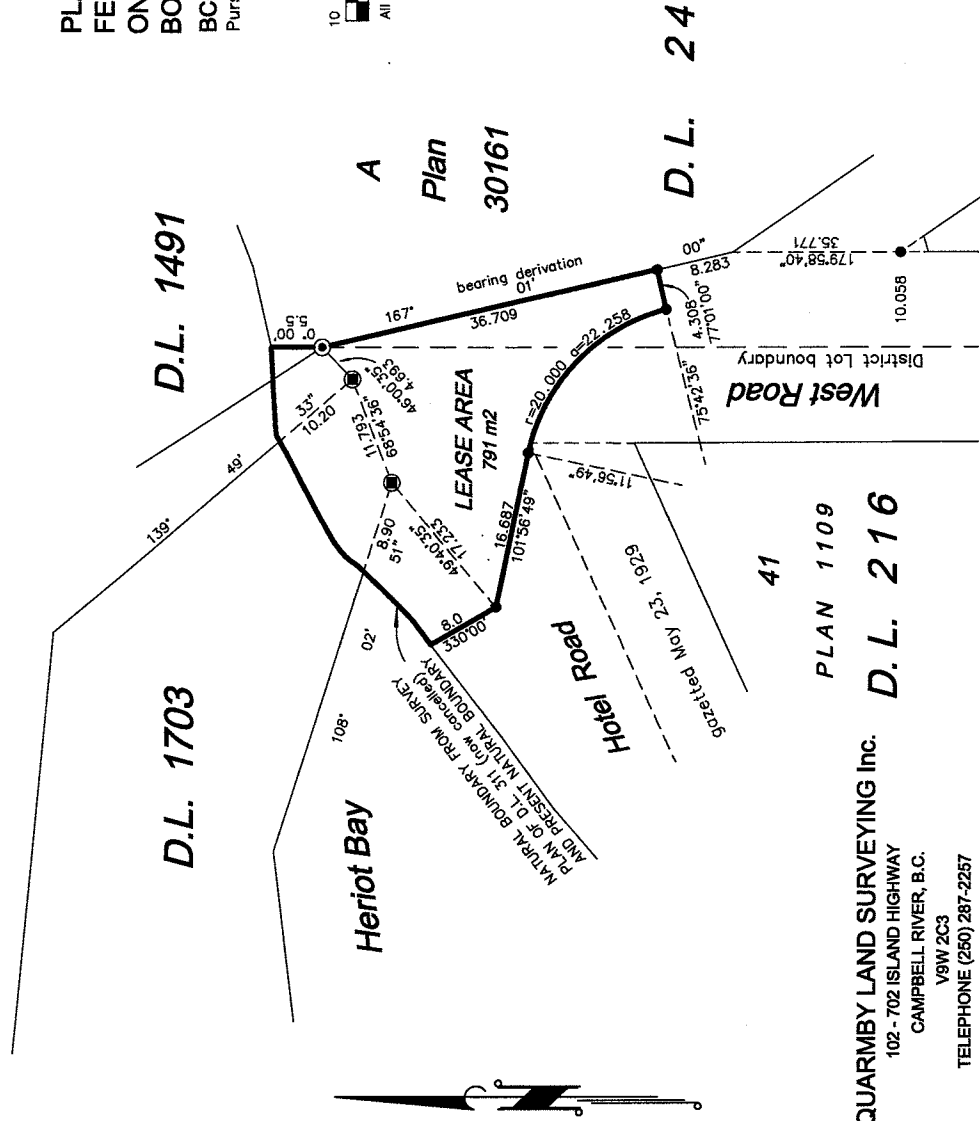 PL
FE
ON
BO
BC
Purs
10
All
D.L. 1491
A
Plan
30161
D. L. 24
D.L. 1703
Heriot Bay
139°
49'
33"
10.20
108°
02'
51"
8.90
0° 00'
5.5
46°00'35"
4.693
11.793
68°54'36"
49°40'35"
17.233
167°
01'
00"
bearing derivation
36.709
8.283
4.308
77°01'00"
35.771
179°58'40"
10.058
LEASE AREA
791 m2
r=20.000 a=22.258
16.687
101°56'49"
8.0
330°00'
75°42'36"
11°56'49"
District Lot boundary
West Road
Hotel Road
gazetted May 23, 1929
NATURAL BOUNDARY FROM SURVEY
PLAN OF D.L. 311 (now cancelled)
AND PRESENT NATURAL BOUNDARY
41
PLAN 1109
D. L. 216
QUARMBY LAND SURVEYING Inc.
102 - 702 ISLAND HIGHWAY
CAMPBELL RIVER, B.C.
V9W 2C3
TELEPHONE (250) 287-2257